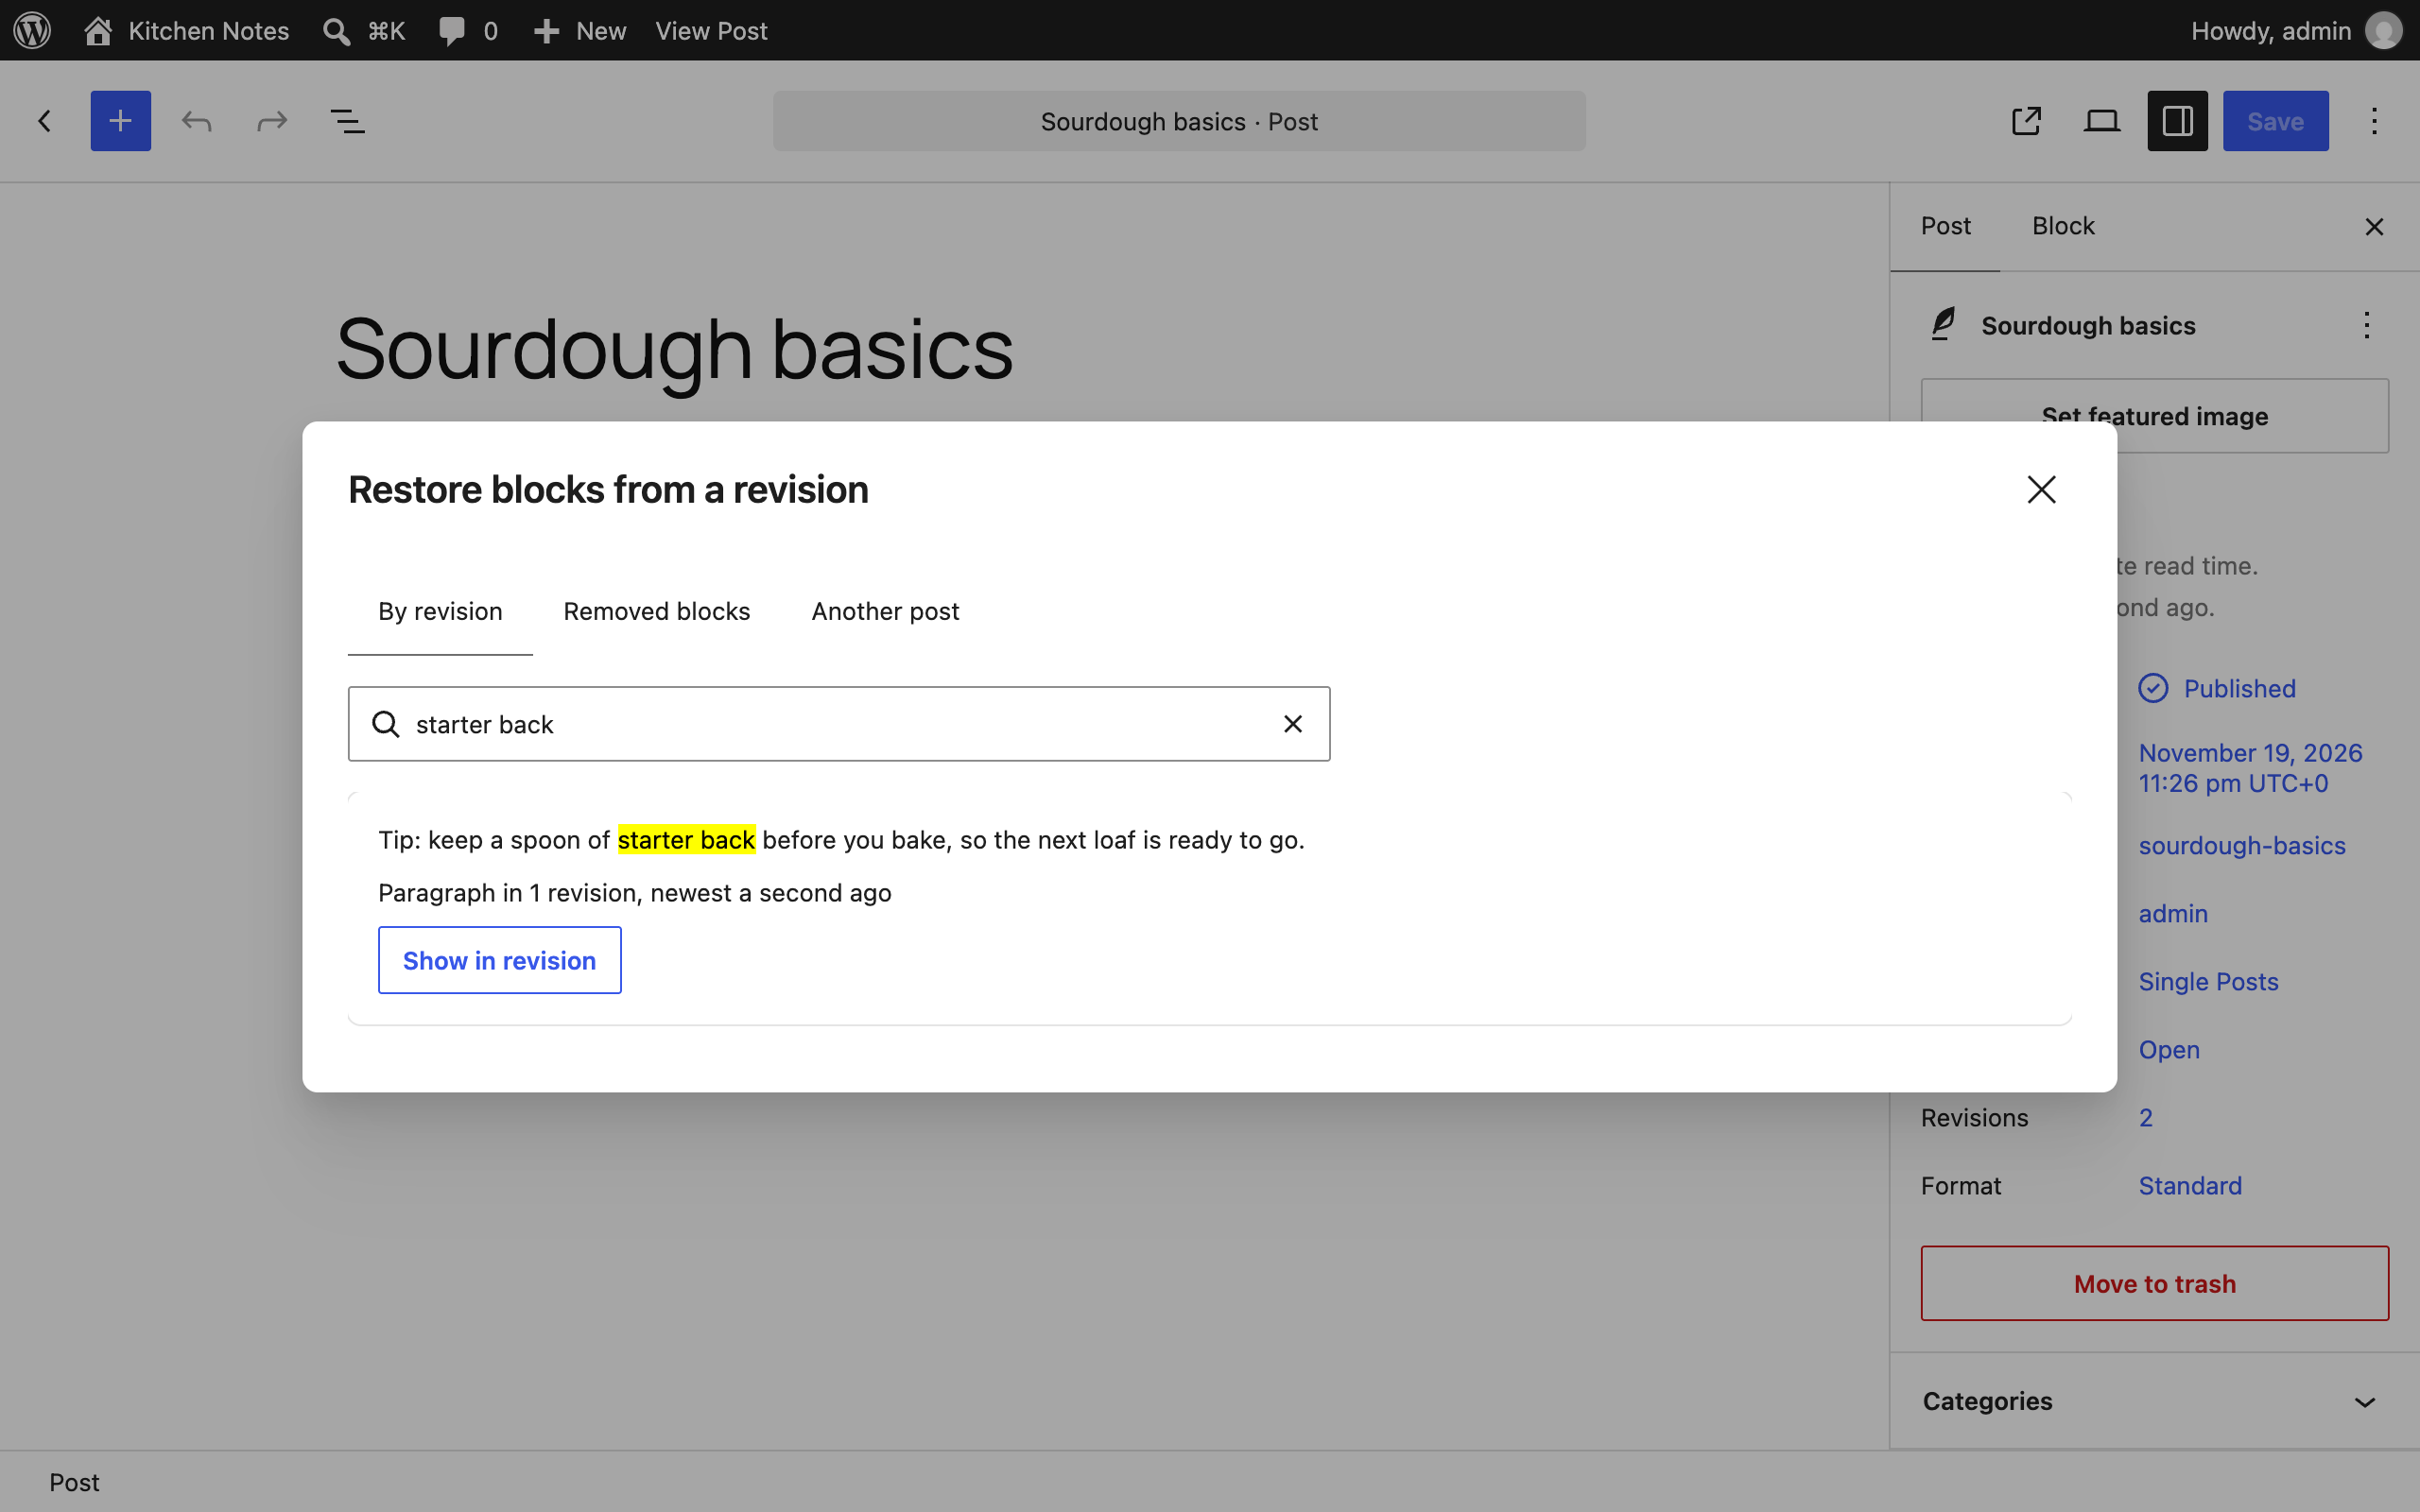 Kitchen Notes ⌘K 0 New View Post Howdy, admin
Sourdough basics · Post
Save
Post Block
Sourdough basics
Sourdough basics
Set featured image
Restore blocks from a revision
te read time.
ond ago.
By revision Removed blocks Another post
Published
starter back
November 19, 2026
11:26 pm UTC+0
Tip: keep a spoon of starter back before you bake, so the next loaf is ready to go.
sourdough-basics
Paragraph in 1 revision, newest a second ago
admin
Show in revision
Single Posts
Open
Revisions 2
Format Standard
Move to trash
Categories
Post